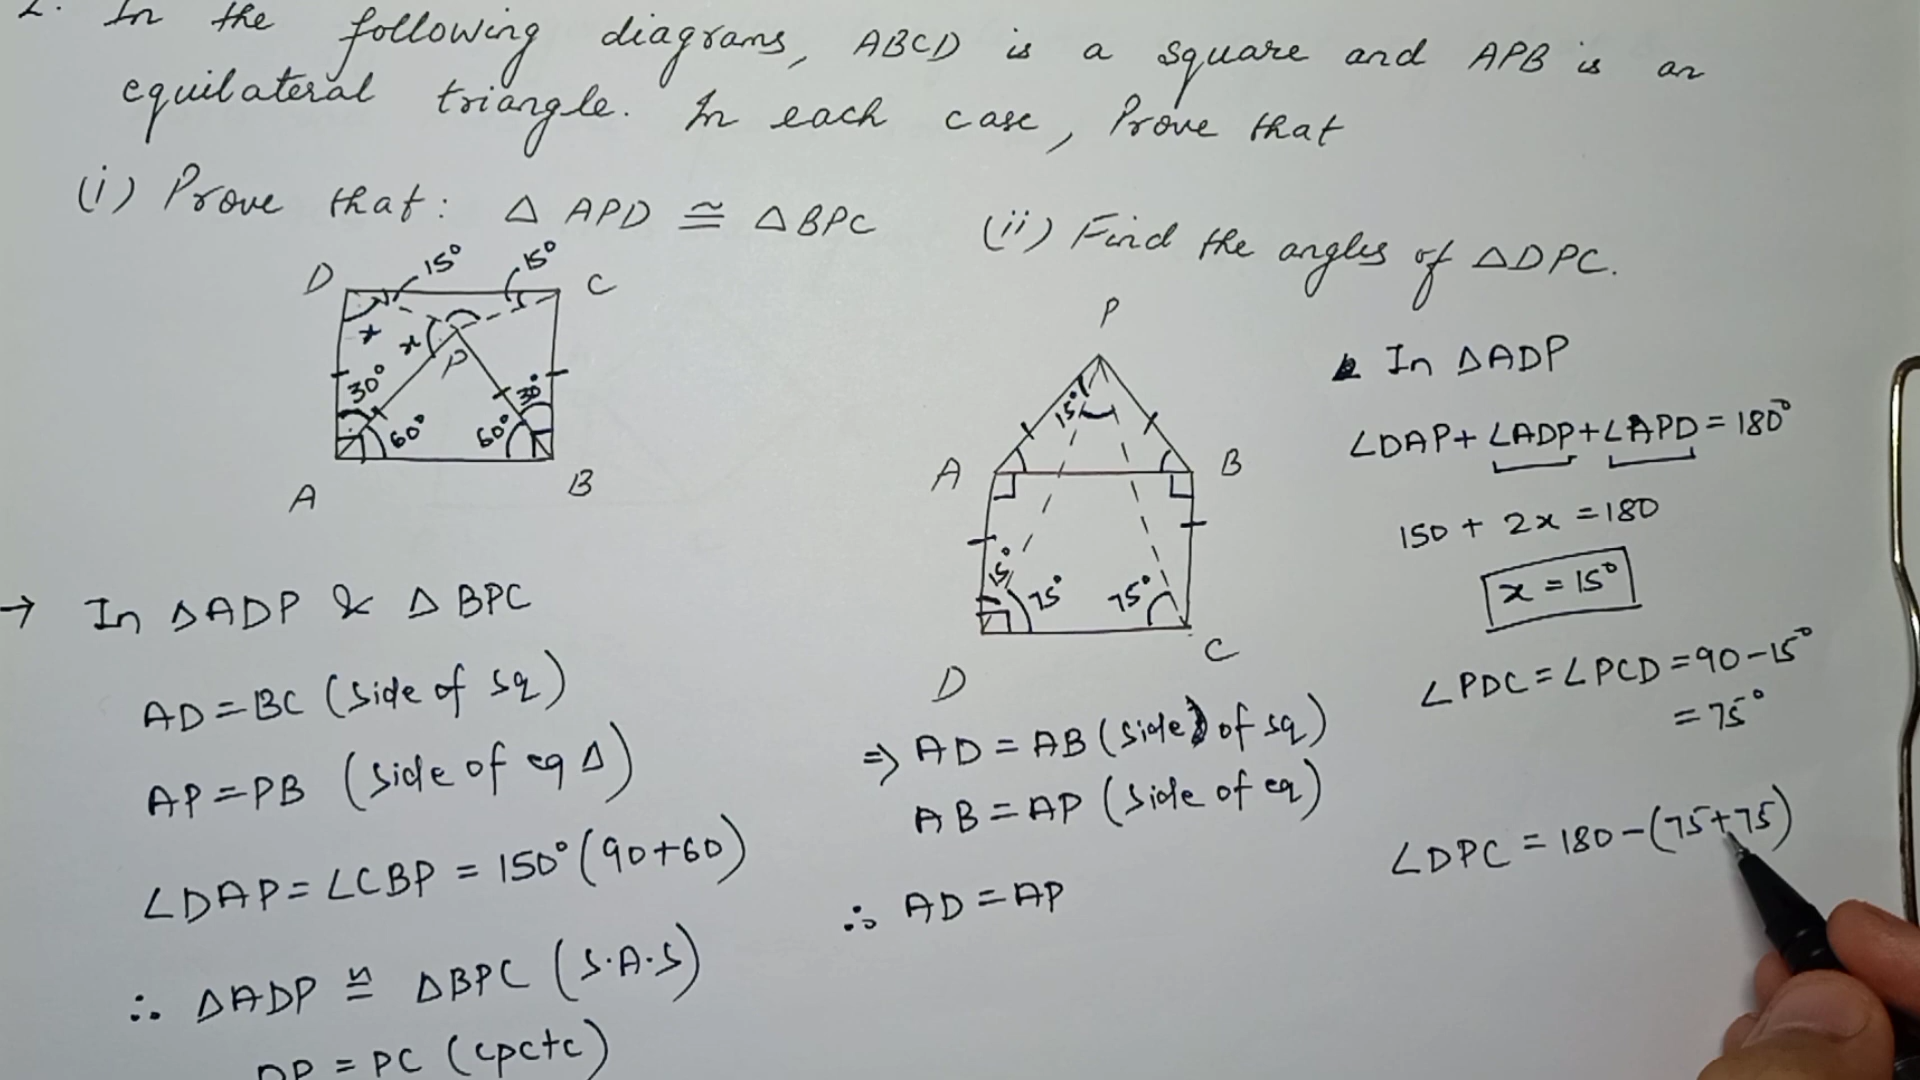 2. In the following diagrams, ABCD is a square and APB is an
equilateral triangle. In each case, Prove that
(i) Prove that: △ APD ≅ △BPC
(ii) Find the angles of △DPC.
D
15°
15°
C
x
x
P
30°
30°
60°
60°
A
B
P
15°
A
B
15°
75°
75°
D
C
→ In △ADP & △BPC
AD = BC (side of sq)
AP = PB (side of eq △)
∠DAP = ∠CBP = 150° (90+60)
∴ △ADP ≅ △BPC (S.A.S)
DP = PC (cpctc)
⇒ AD = AB (side of sq)
AB = AP (side of eq)
∴ AD = AP
In △ADP
∠DAP + ∠ADP + ∠APD = 180°
150 + 2x = 180
x = 15°
∠PDC = ∠PCD = 90 - 15°
= 75°
∠DPC = 180 - (75+75)